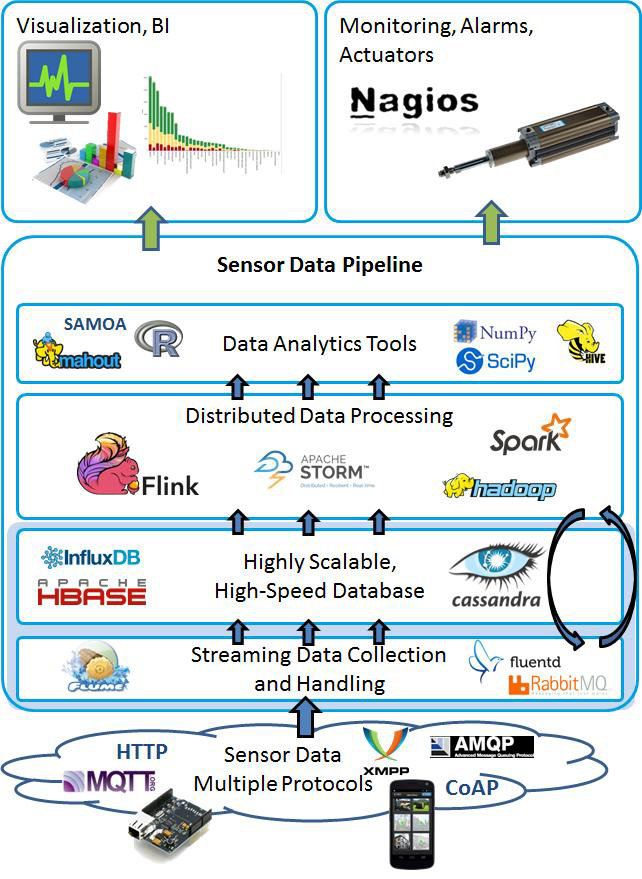 Visualization, BI
Monitoring, Alarms,
Actuators
Nagios
Sensor Data Pipeline
SAMOA
mahout
R
Data Analytics Tools
NumPy
SciPy
HIVE
Distributed Data Processing
Flink
APACHE
STORM™
Distributed • Resilient • Real-time
Spark
hadoop
InfluxDB
APACHE
HBASE
Highly Scalable,
High-Speed Database
cassandra
FLUME
Streaming Data Collection
and Handling
fluentd
RabbitMQ
HTTP
MQTT.ORG
Sensor Data
Multiple Protocols
XMPP
AMQP
Advanced Message Queuing Protocol
CoAP